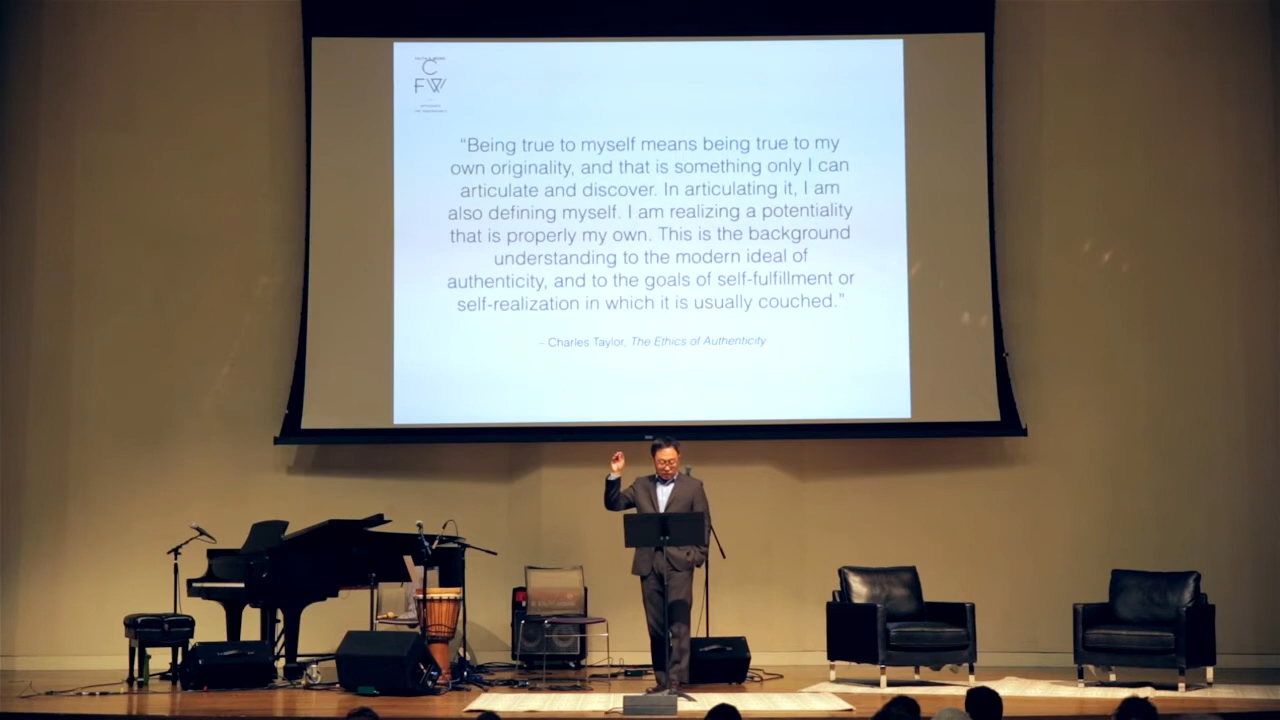 C
FW
“Being true to myself means being true to my
own originality, and that is something only I can
articulate and discover. In articulating it, I am
also defining myself. I am realizing a potentiality
that is properly my own. This is the background
understanding to the modern ideal of
authenticity, and to the goals of self-fulfillment or
self-realization in which it is usually couched.”
– Charles Taylor, The Ethics of Authenticity